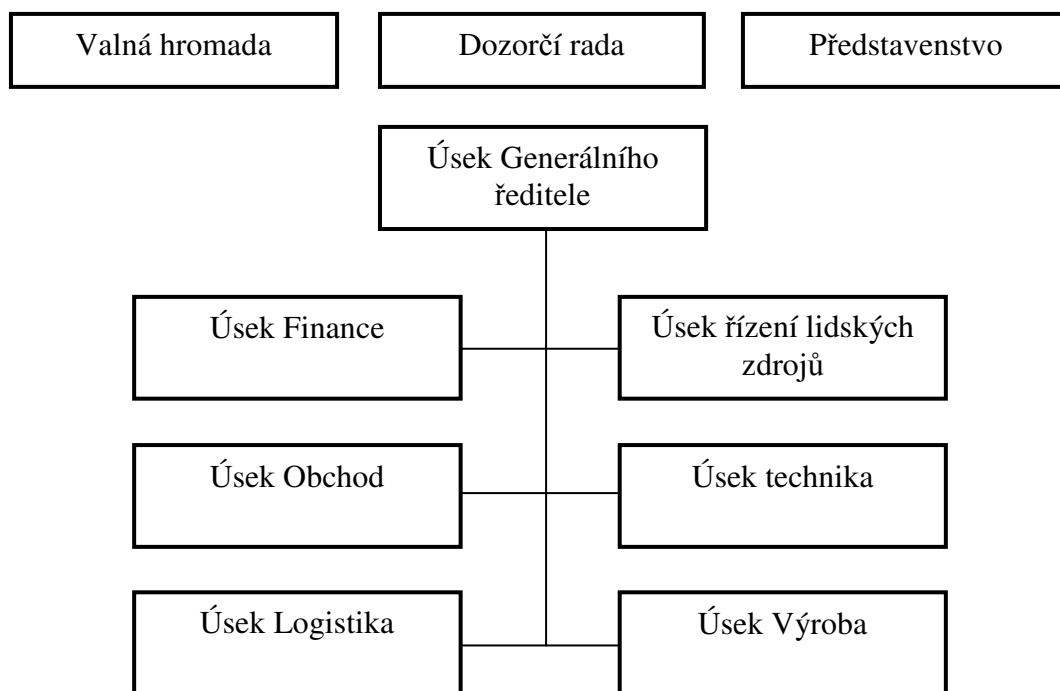 Valná hromada
Dozorčí rada
Představenstvo
Úsek Generálního
ředitele
Úsek Finance
Úsek řízení lidských
zdrojů
Úsek Obchod
Úsek technika
Úsek Logistika
Úsek Výroba